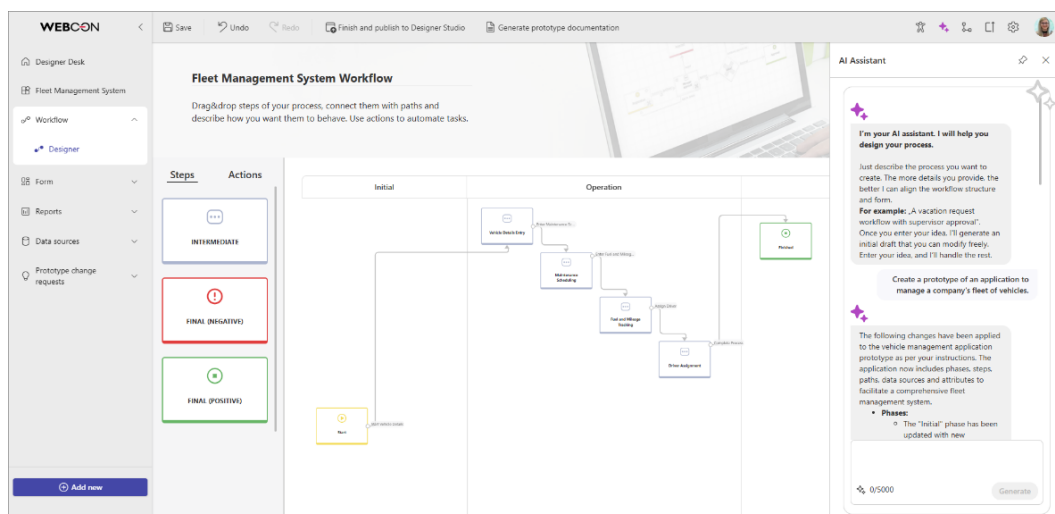 WEBCON
Save
Undo
Redo
Finish and publish to Designer Studio
Generate prototype documentation
Designer Desk
Fleet Management System
Workflow
Designer
Form
Reports
Data sources
Prototype change
requests
Add new
Fleet Management System Workflow
Drag&drop steps of your process, connect them with paths and
describe how you want them to behave. Use actions to automate tasks.
Steps
Actions
INTERMEDIATE
FINAL (NEGATIVE)
FINAL (POSITIVE)
Initial
Operation
Vehicle Details Entry
Maintenance
Scheduling
Fuel and Mileage
Tracking
Assign Driver
Driver Assignment
Complete Process
Finished
Start
AI Assistant
I'm your AI assistant. I will help you
design your process.
Just describe the process you want to
create. The more details you provide, the
better I can align the workflow structure
and form.
For example: „A vacation request
workflow with supervisor approval".
Once you enter your idea, I'll generate an
initial draft that you can modify freely.
Enter your idea, and I'll handle the rest.
Create a prototype of an application to
manage a company's fleet of vehicles.
The following changes have been applied
to the vehicle management application
prototype as per your instructions. The
application now includes phases, steps,
paths, data sources and attributes to
facilitate a comprehensive fleet
management system.
• Phases:
○ The "Initial" phase has been
updated with new
0/5000
Generate